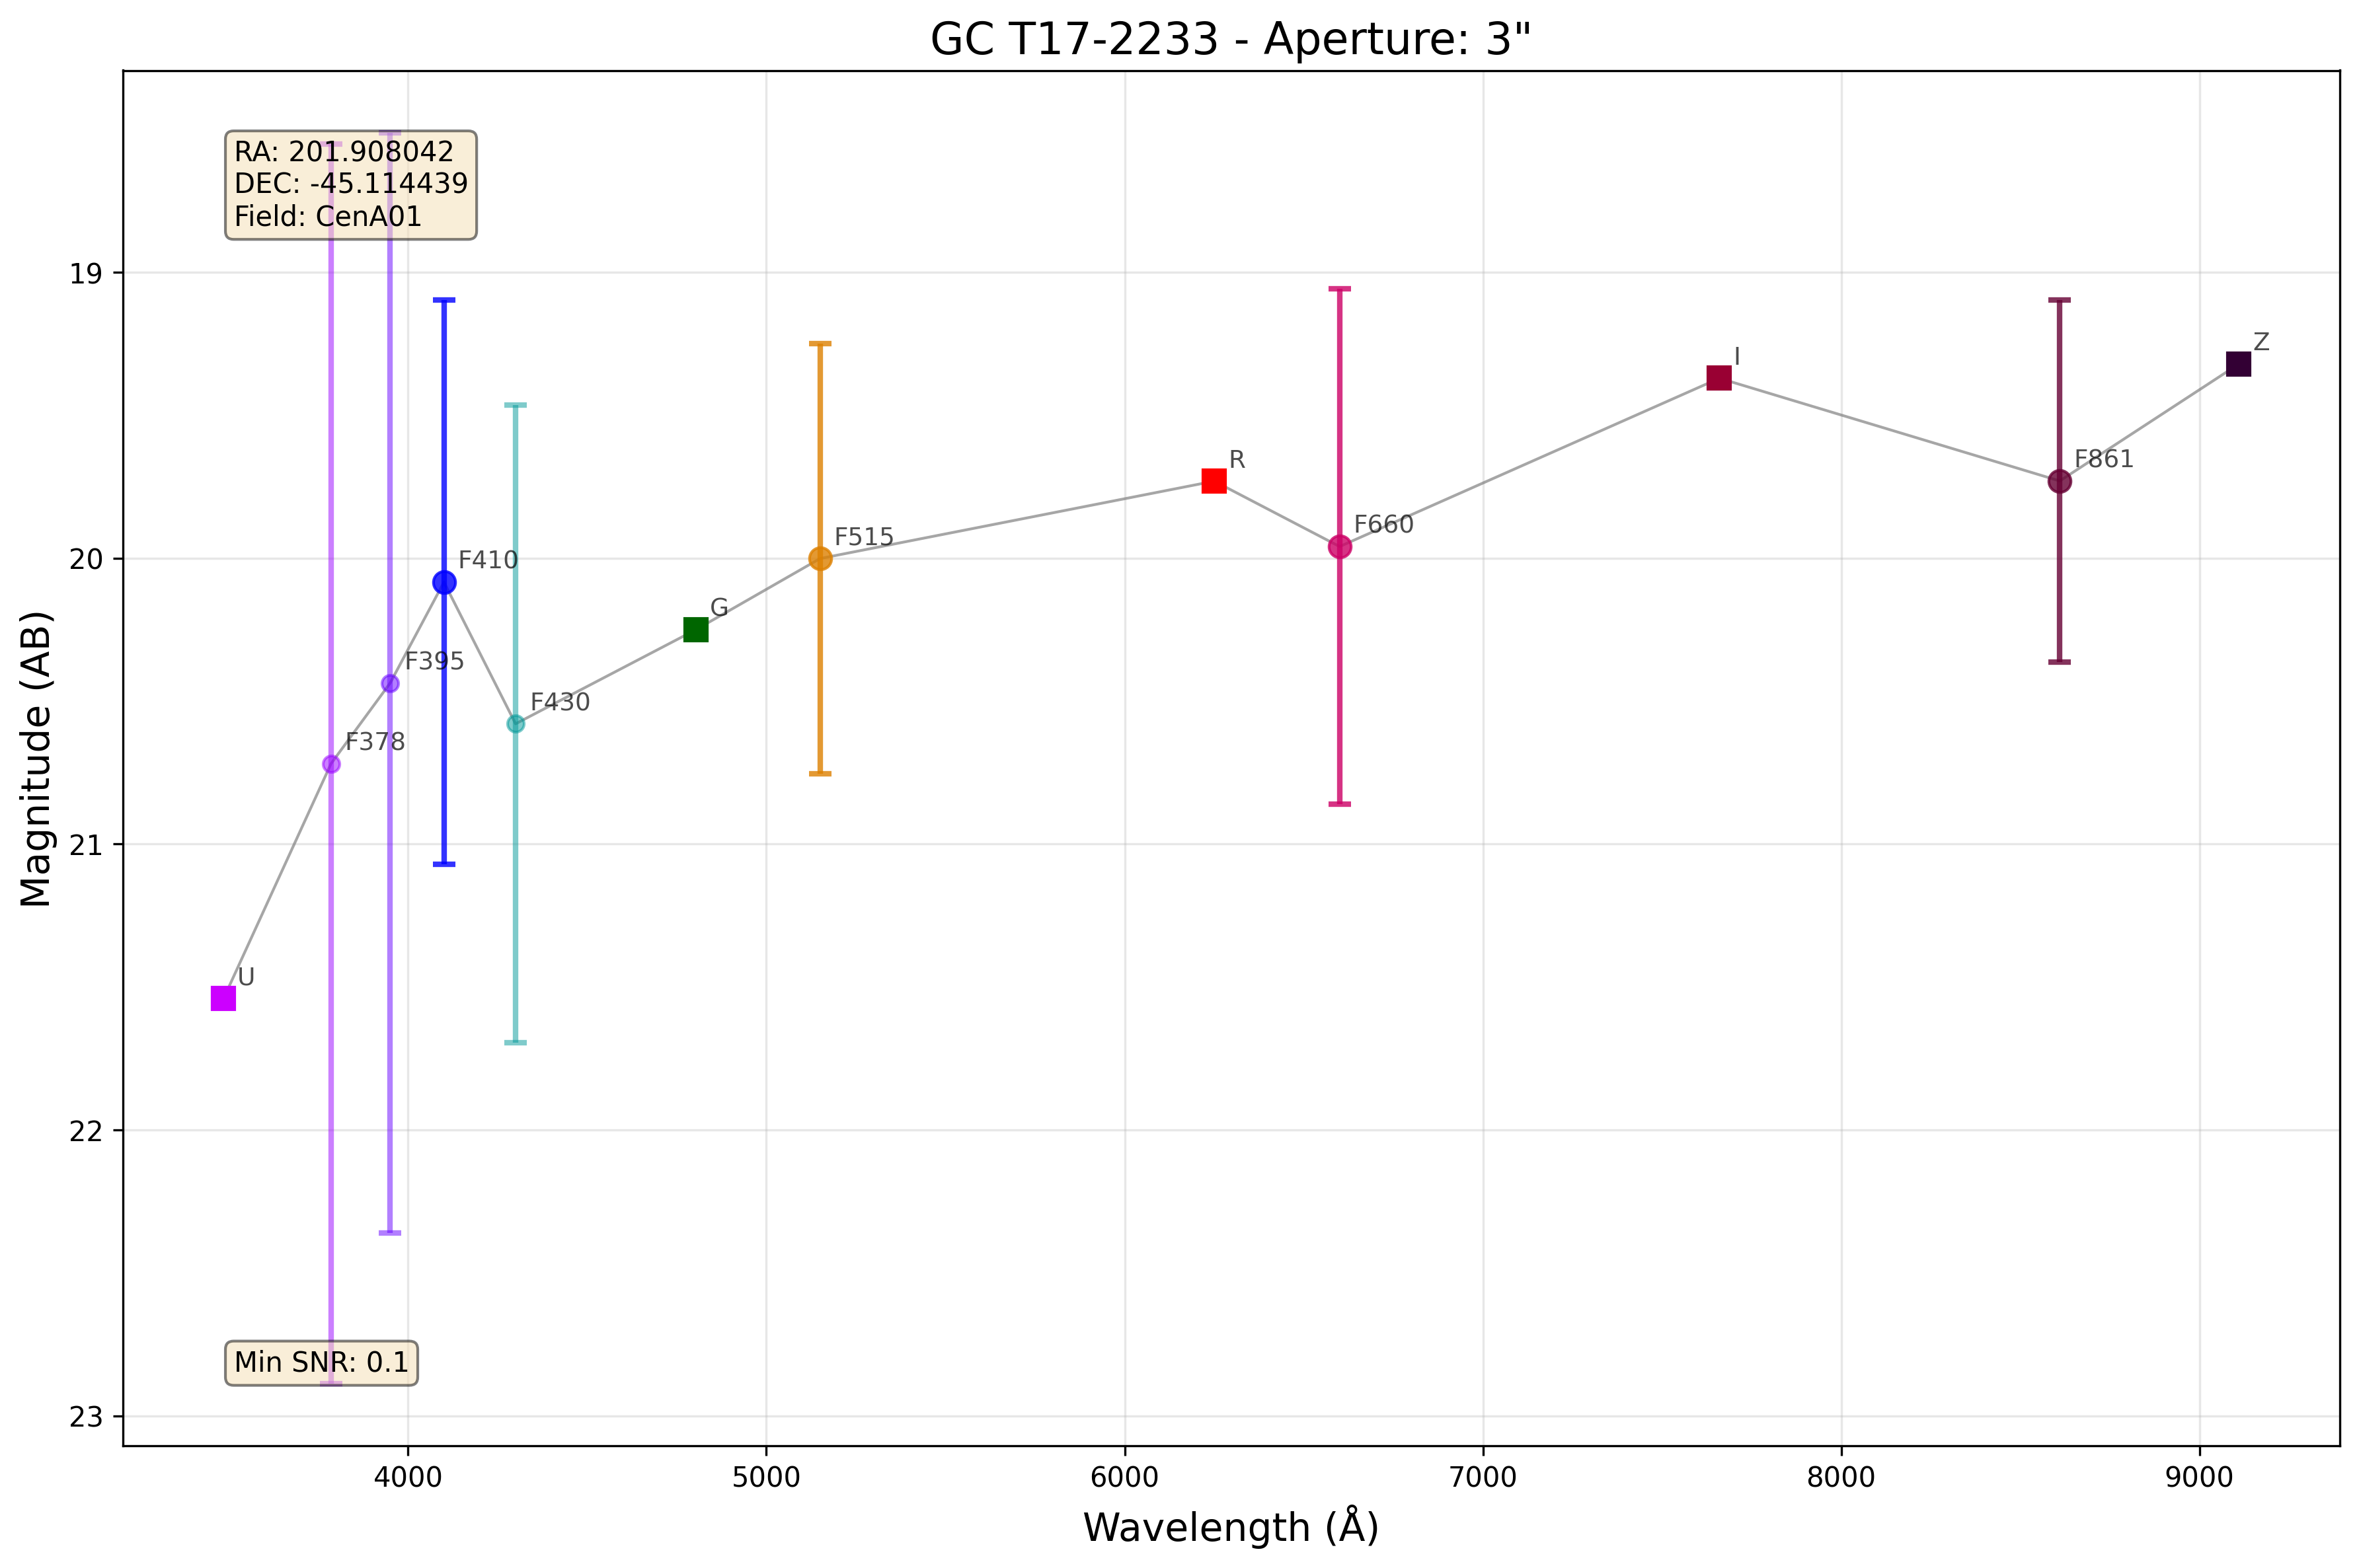 GC T17-2233 - Aperture: 3"
RA: 201.908042
DEC: -45.114439
Field: CenA01
Z
I
19
R
F861
F660
F515
20
F410
G
F395
F430
F378
21
U
22
Min SNR: 0.1
23
Magnitude (AB)
4000
5000
6000
7000
8000
9000
Wavelength (Å)